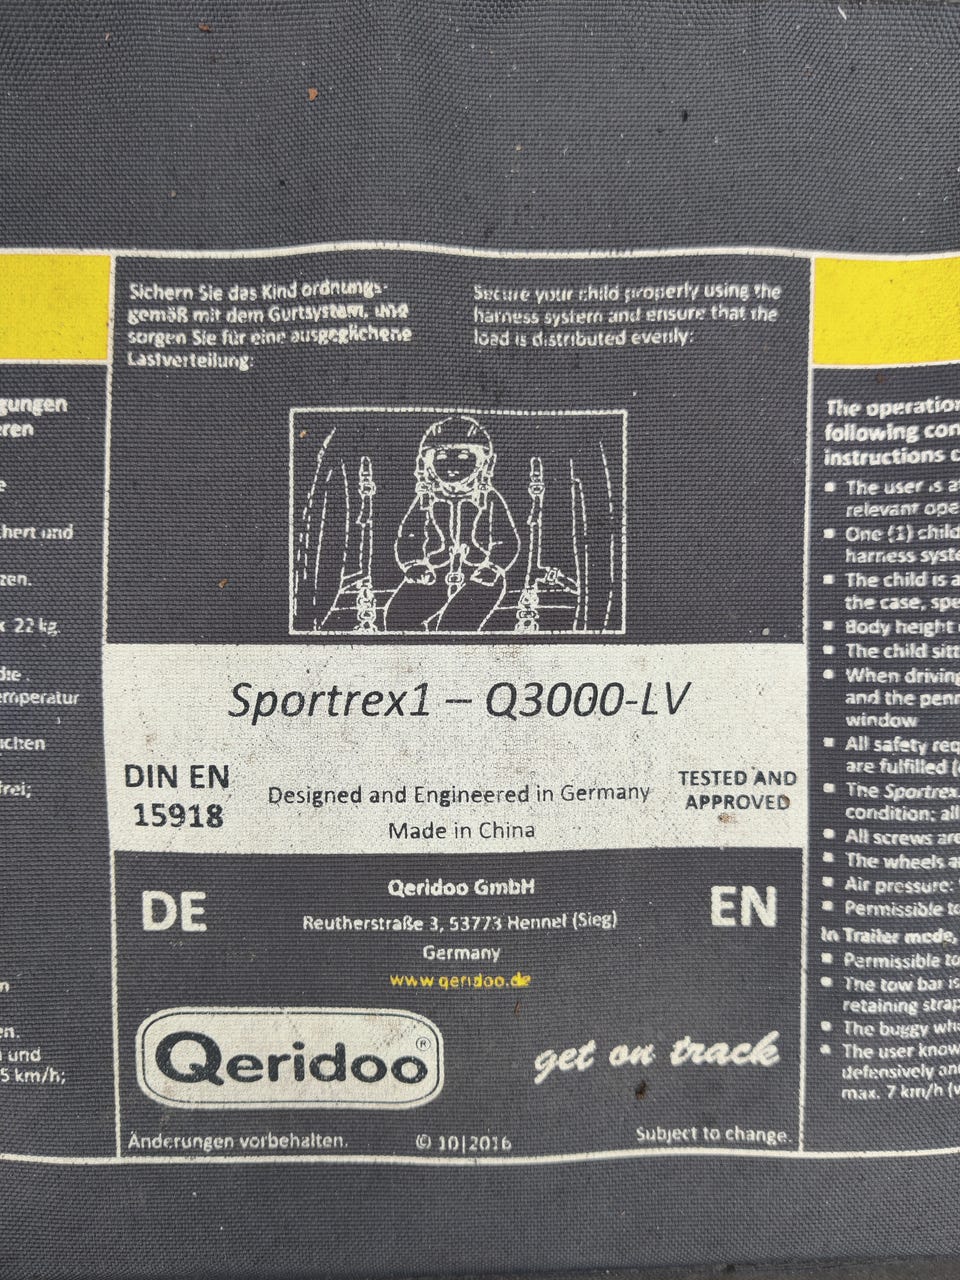 gungen
eren
e
hert und
zen.
x 22 kg.
die
emperatur
ichen
frei;
n
en.
und
5 km/h;
Sichern Sie das Kind ordnungs-
gemäß mit dem Gurtsystem, und
sorgen Sie für eine ausgeglichene
Lastverteilung:
Secure your child properly using the
harness system and ensure that the
load is distributed evenly:
Sportrex1 – Q3000-LV
DIN EN
15918
Designed and Engineered in Germany
Made in China
TESTED AND
APPROVED
DE
Qeridoo GmbH
Reutherstraße 3, 53773 Hennef (Sieg)
Germany
www.qeridoo.de
EN
Qeridoo®
get on track
Änderungen vorbehalten.
© 10|2016
Subject to change.
The operation
following con
instructions c
▪ The user is a
relevant ope
▪ One (1) child
harness syste
▪ The child is a
the case, spe
▪ Body height
▪ The child sitt
▪ When driving
and the penn
window
▪ All safety req
are fulfilled (
▪ The Sportrex
condition; all
▪ All screws are
▪ The wheels a
▪ Air pressure:
▪ Permissible to
In Trailer mode,
▪ Permissible to
▪ The tow bar is
retaining strap
▪ The buggy whe
▪ The user know
defensively and
max. 7 km/h (w